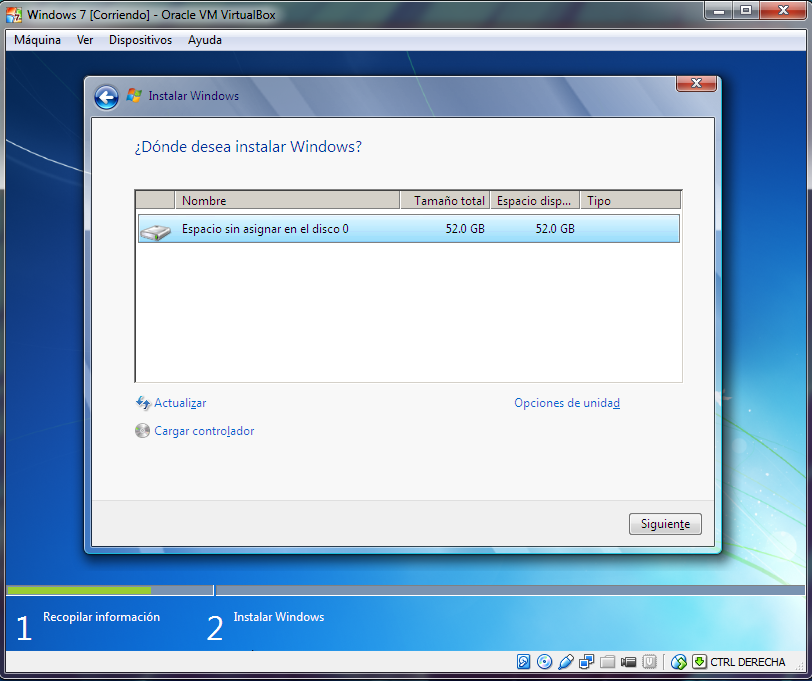 Windows 7 [Corriendo] - Oracle VM VirtualBox
Máquina Ver Dispositivos Ayuda
Instalar Windows
¿Dónde desea instalar Windows?
Nombre Tamaño total Espacio disp... Tipo
Espacio sin asignar en el disco 0 52.0 GB 52.0 GB
Actualizar Opciones de unidad
Cargar controlador
Siguiente
1 Recopilar información 2 Instalar Windows
CTRL DERECHA